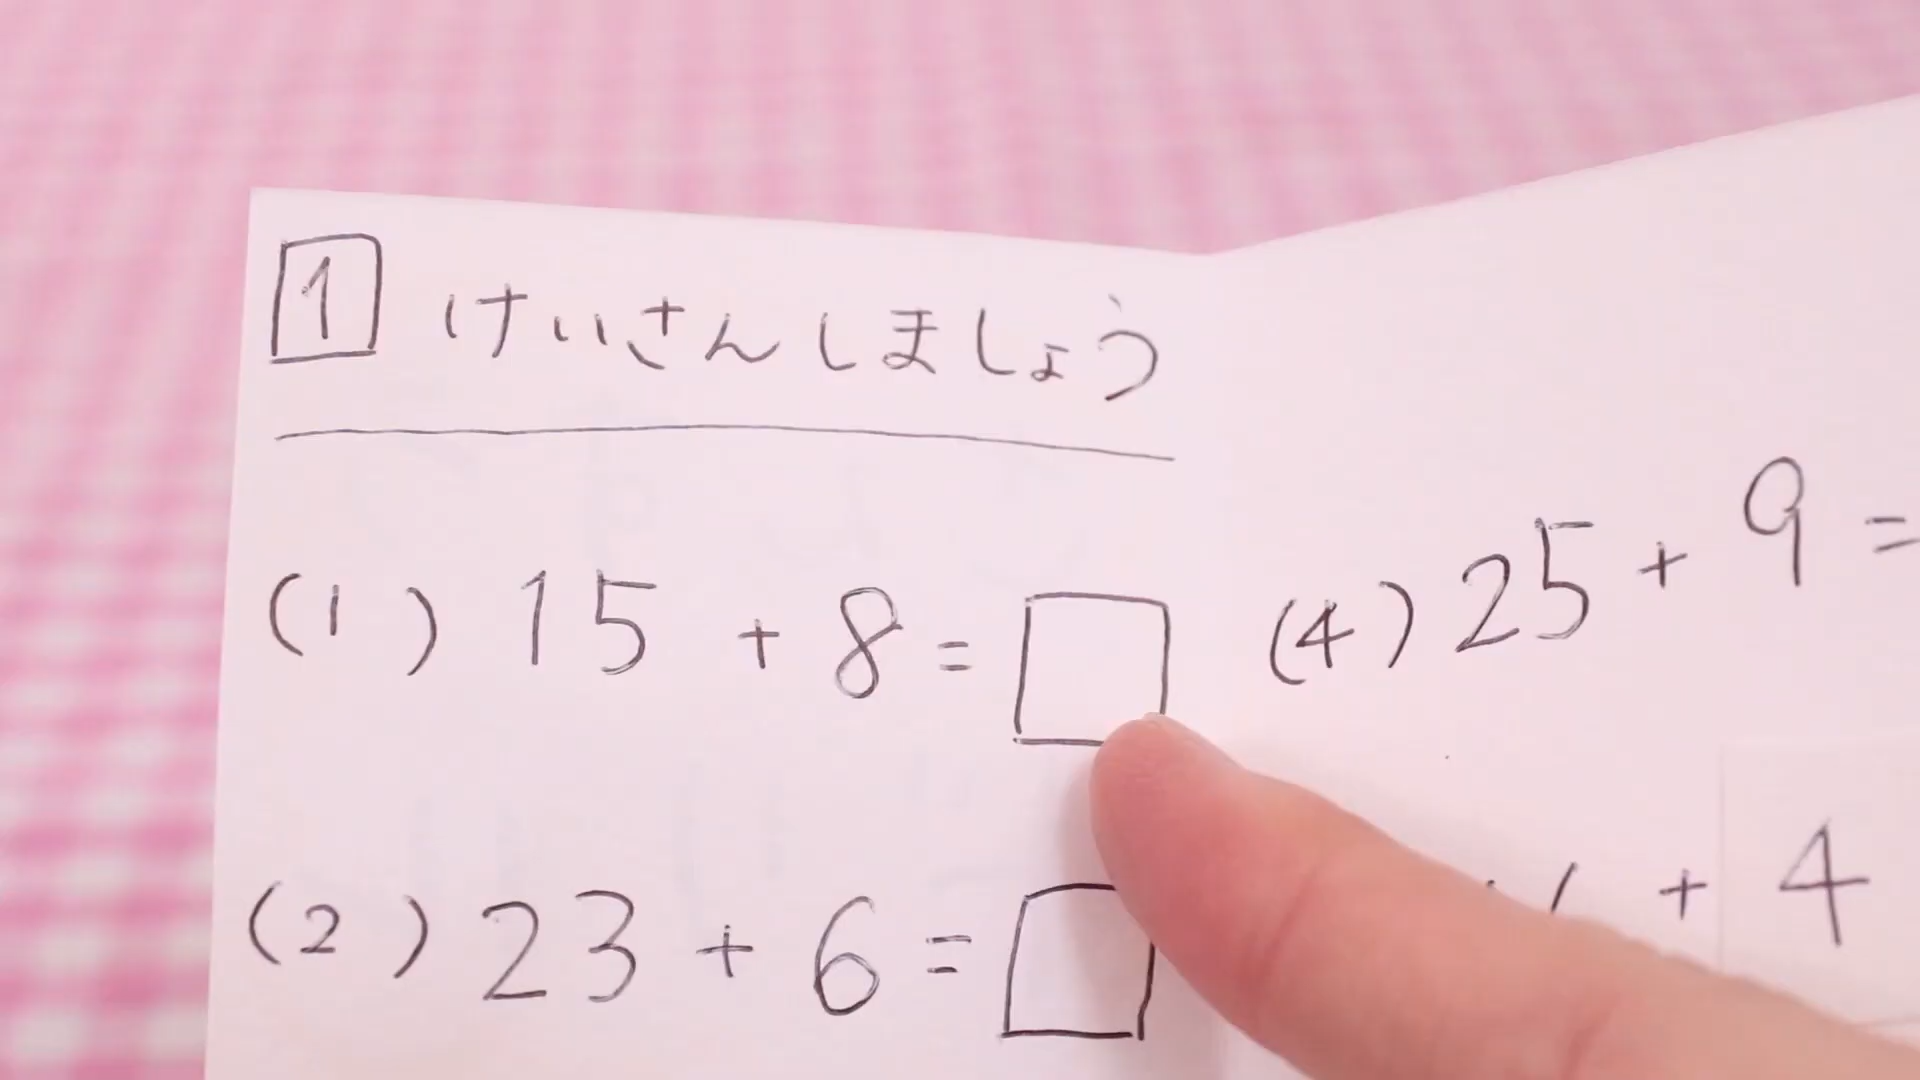 1 けいさんしましょう
(1) 15 + 8 =
(2) 23 + 6 =
(4) 25 + 9 =
+ 4